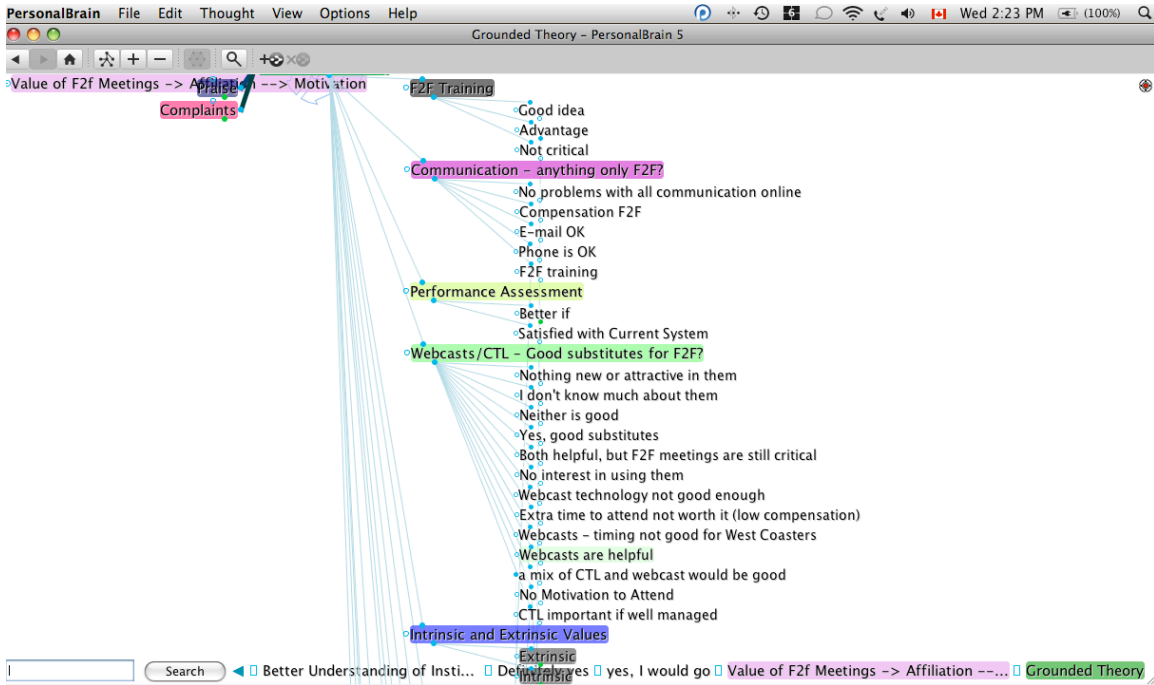 PersonalBrain File Edit Thought View Options Help 6 Wed 2:23 PM (100%)
Grounded Theory – PersonalBrain 5
Value of F2f Meetings -> Affiliation --> Motivation
Praise
Complaints
F2F Training
Good idea
Advantage
Not critical
Communication – anything only F2F?
No problems with all communication online
Compensation F2F
E-mail OK
Phone is OK
F2F training
Performance Assessment
Better if
Satisfied with Current System
Webcasts/CTL – Good substitutes for F2F?
Nothing new or attractive in them
I don't know much about them
Neither is good
Yes, good substitutes
Both helpful, but F2F meetings are still critical
No interest in using them
Webcast technology not good enough
Extra time to attend not worth it (low compensation)
Webcasts – timing not good for West Coasters
Webcasts are helpful
a mix of CTL and webcast would be good
No Motivation to Attend
CTL important if well managed
Intrinsic and Extrinsic Values
Extrinsic
Intrinsic
Search Better Understanding of Insti... Definitely yes yes, I would go Value of F2f Meetings -> Affiliation --... Grounded Theory